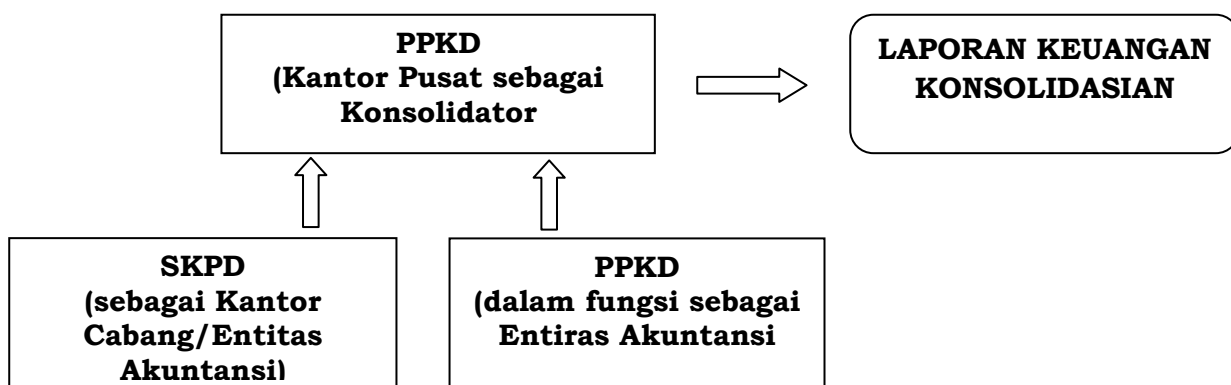 PPKD
(Kantor Pusat sebagai
Konsolidator
LAPORAN KEUANGAN
KONSOLIDASIAN
SKPD
(sebagai Kantor
Cabang/Entitas
Akuntansi)
PPKD
(dalam fungsi sebagai
Entiras Akuntansi